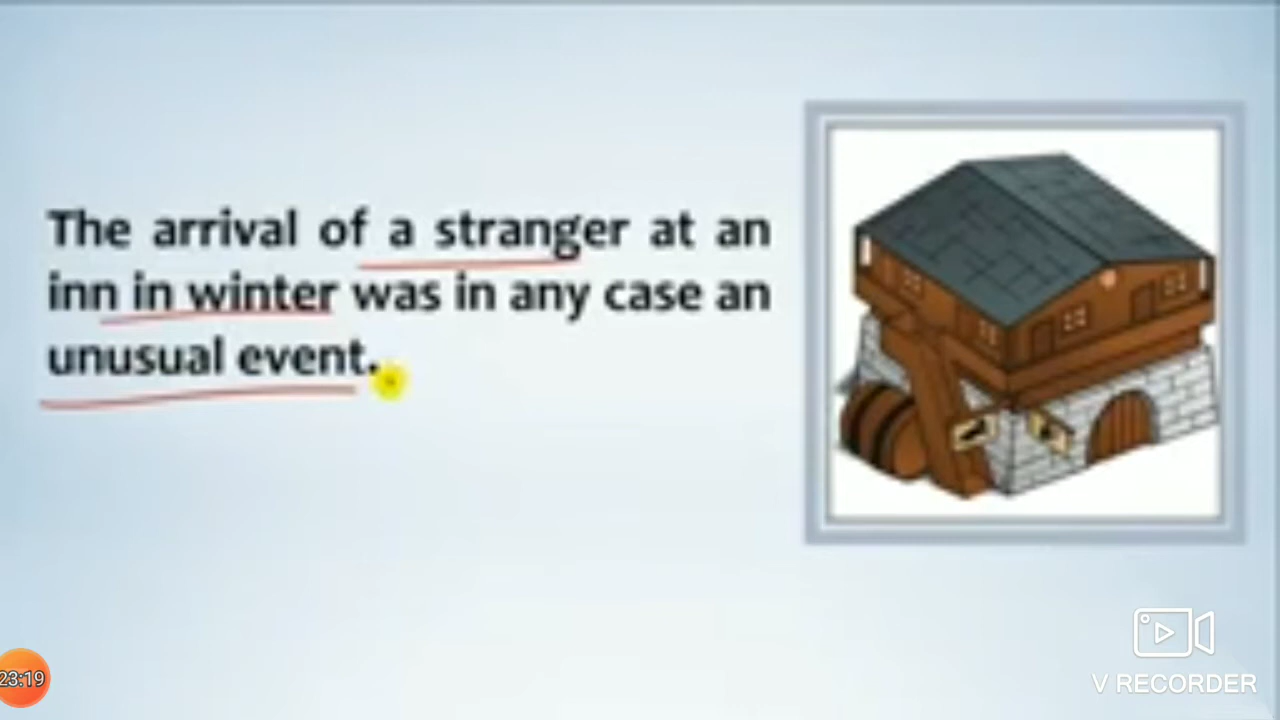 The arrival of a stranger at an
inn in winter was in any case an
unusual event.
23:19
V RECORDER